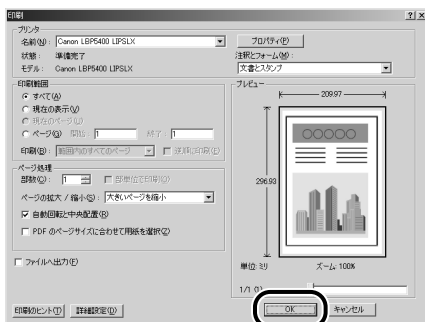 印刷
プリンタ
名前(N): Canon LBP5400 LIPSLX プロパティ(P)
状態: 準備完了 注釈とフォーム(M):
モデル: Canon LBP5400 LIPSLX 文書とスタンプ
印刷範囲 プレビュー
すべて(A) 209.97
現在の表示(V)
現在のページ(U)
ページ(G) 開始: 1 終了: 1
印刷(B): 範囲内のすべてのページ 逆順に印刷(E)
ページ処理
部数(C): 1 部単位で印刷(O)
296.93
ページの拡大 / 縮小(S): 大きいページを縮小
自動回転と中央配置(R)
PDF のページサイズに合わせて用紙を選択(Z)
ファイルへ出力(F) 単位: ミリ ズーム: 100%
1/1 (1)
印刷のヒント(T) 詳細設定(D) OK キャンセル